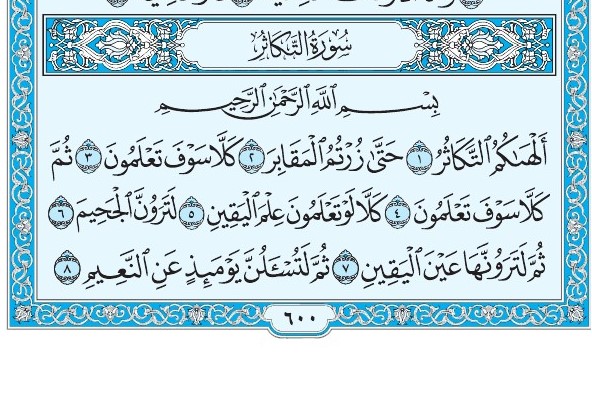 سُورَةُ التَّكَاثُرِ
بِسْمِ ٱللَّهِ ٱلرَّحْمَٰنِ ٱلرَّحِيمِ
أَلْهَىٰكُمُ ٱلتَّكَاثُرُ ١ حَتَّىٰ زُرْتُمُ ٱلْمَقَابِرَ ٢ كَلَّا سَوْفَ تَعْلَمُونَ ٣ ثُمَّ
كَلَّا سَوْفَ تَعْلَمُونَ ٤ كَلَّا لَوْ تَعْلَمُونَ عِلْمَ ٱلْيَقِينِ ٥ لَتَرَوُنَّ ٱلْجَحِيمَ ٦
ثُمَّ لَتَرَوُنَّهَا عَيْنَ ٱلْيَقِينِ ٧ ثُمَّ لَتُسْـَٔلُنَّ يَوْمَئِذٍ عَنِ ٱلنَّعِيمِ ٨
٦٠٠